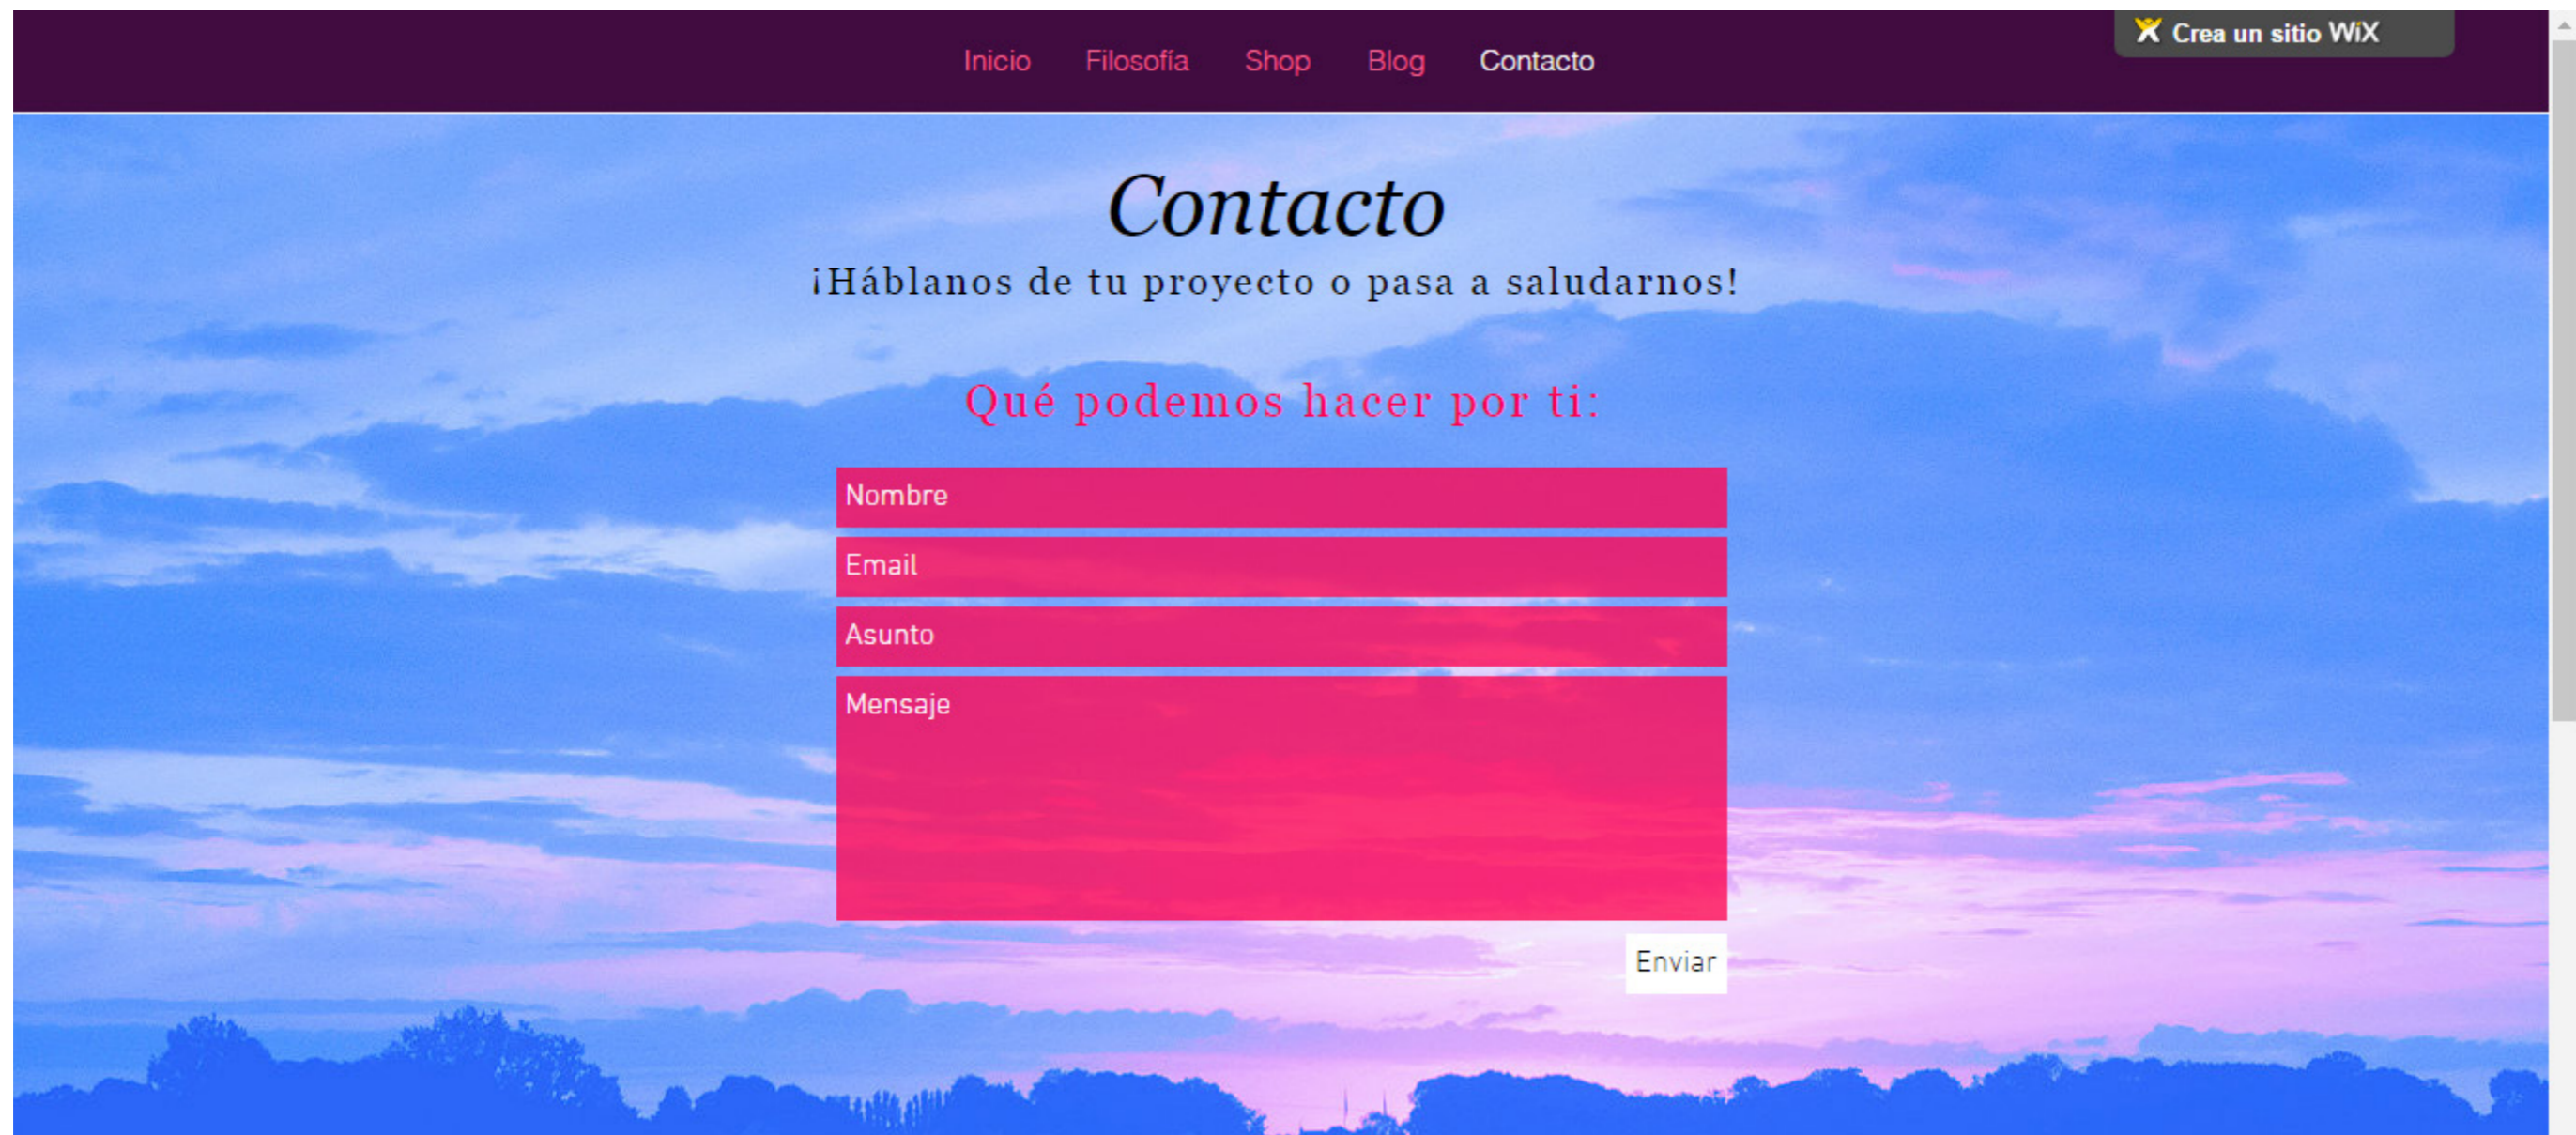 Inicio Filosofía Shop Blog Contacto
Crea un sitio WiX
Contacto
¡Háblanos de tu proyecto o pasa a saludarnos!
Qué podemos hacer por ti:
Nombre
Email
Asunto
Mensaje
Enviar